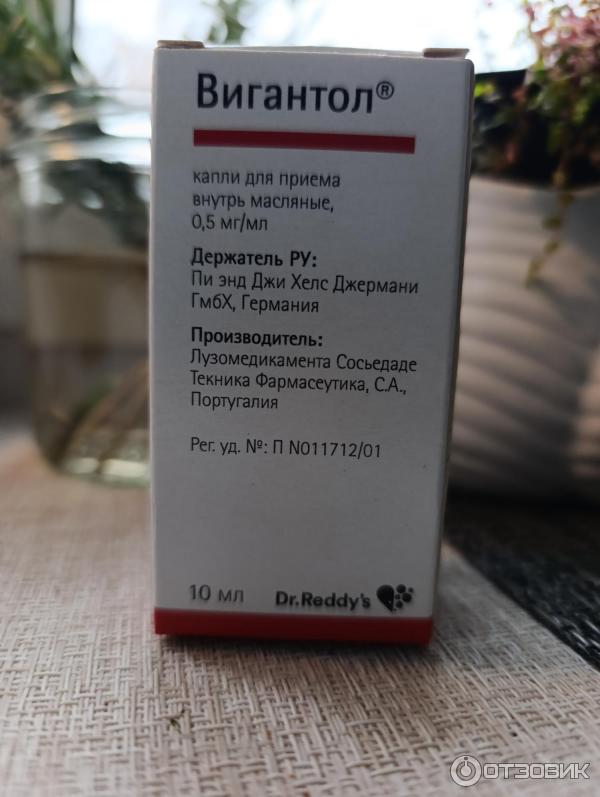 Вигантол®
капли для приема
внутрь масляные,
0,5 мг/мл
Держатель РУ:
Пи энд Джи Хелс Джермани
ГмбХ, Германия
Производитель:
Лузомедикамента Сосьедаде
Текника Фармасеутика, С.А.,
Португалия
Рег. уд. №: П N011712/01
10 мл
Dr.Reddy's
ОТЗОВИК